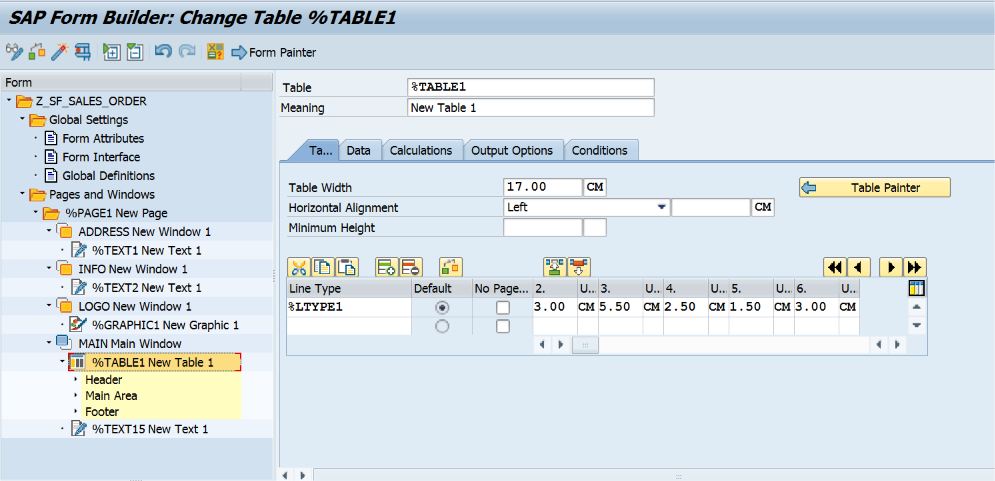 SAP Form Builder: Change Table %TABLE1
Form Painter
Form
Z_SF_SALES_ORDER
Global Settings
Form Attributes
Form Interface
Global Definitions
Pages and Windows
%PAGE1 New Page
ADDRESS New Window 1
%TEXT1 New Text 1
INFO New Window 1
%TEXT2 New Text 1
LOGO New Window 1
%GRAPHIC1 New Graphic 1
MAIN Main Window
%TABLE1 New Table 1
Header
Main Area
Footer
%TEXT15 New Text 1
Table %TABLE1
Meaning New Table 1
Ta... Data Calculations Output Options Conditions
Table Width 17.00 CM Table Painter
Horizontal Alignment Left CM
Minimum Height
Line Type Default No Page... 2. U... 3. U... 4. U... 5. U... 6. U...
%LTYPE1 3.00 CM 5.50 CM 2.50 CM 1.50 CM 3.00 CM